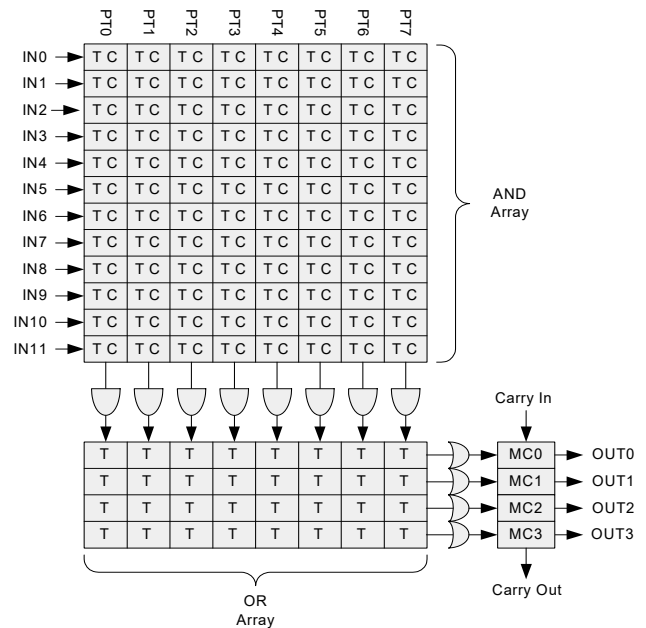 PT0 PT1 PT2 PT3 PT4 PT5 PT6 PT7
IN0 T C T C T C T C T C T C T C T C
IN1 T C T C T C T C T C T C T C T C
IN2 T C T C T C T C T C T C T C T C
IN3 T C T C T C T C T C T C T C T C
IN4 T C T C T C T C T C T C T C T C
IN5 T C T C T C T C T C T C T C T C
AND
Array
IN6 T C T C T C T C T C T C T C T C
IN7 T C T C T C T C T C T C T C T C
IN8 T C T C T C T C T C T C T C T C
IN9 T C T C T C T C T C T C T C T C
IN10 T C T C T C T C T C T C T C T C
IN11 T C T C T C T C T C T C T C T C
Carry In
T T T T T T T T MC0 OUT0
T T T T T T T T MC1 OUT1
T T T T T T T T MC2 OUT2
T T T T T T T T MC3 OUT3
Carry Out
OR
Array